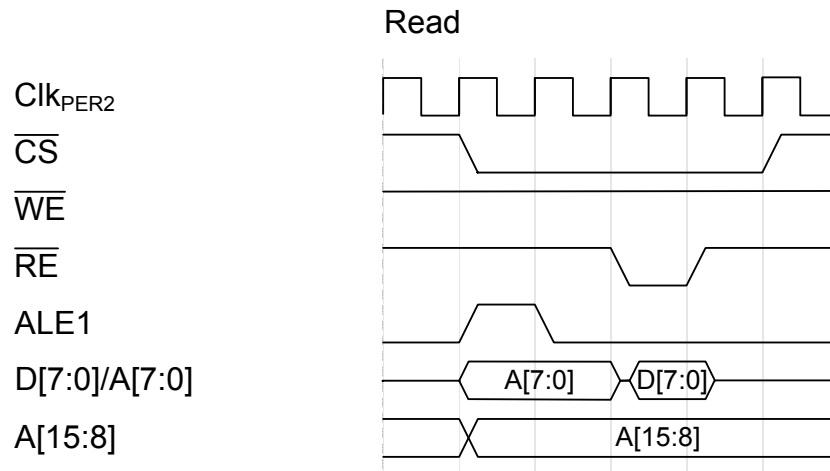 Read
ClkPER2
CS
WE
RE
ALE1
D[7:0]/A[7:0]
A[7:0]
D[7:0]
A[15:8]
A[15:8]